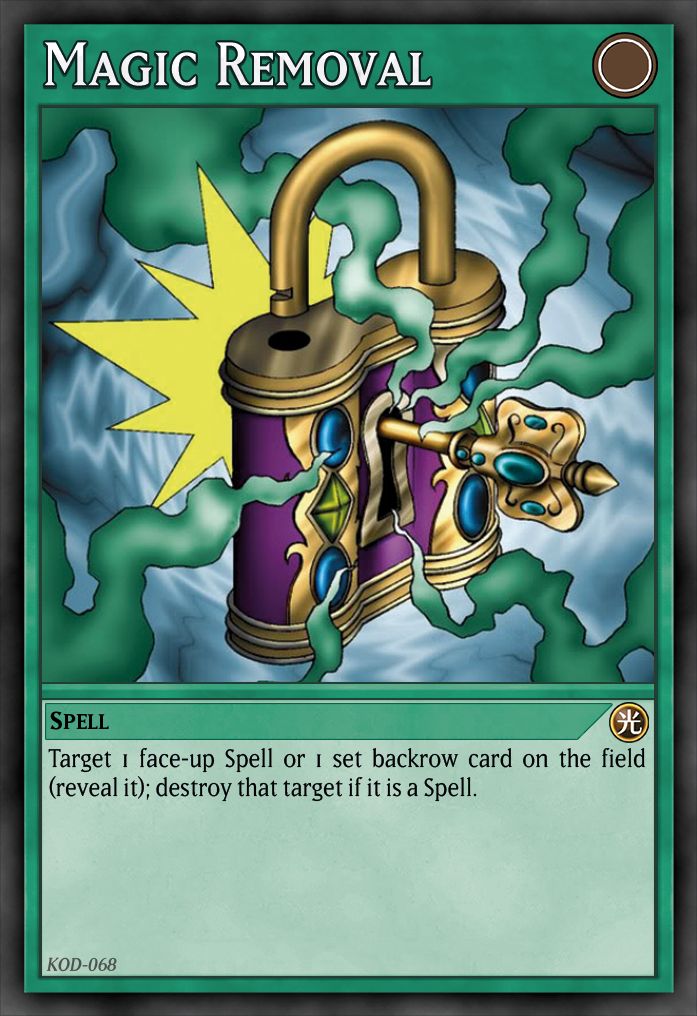 Magic Removal
Spell
光
Target 1 face-up Spell or 1 set backrow card on the field
(reveal it); destroy that target if it is a Spell.
KOD-068